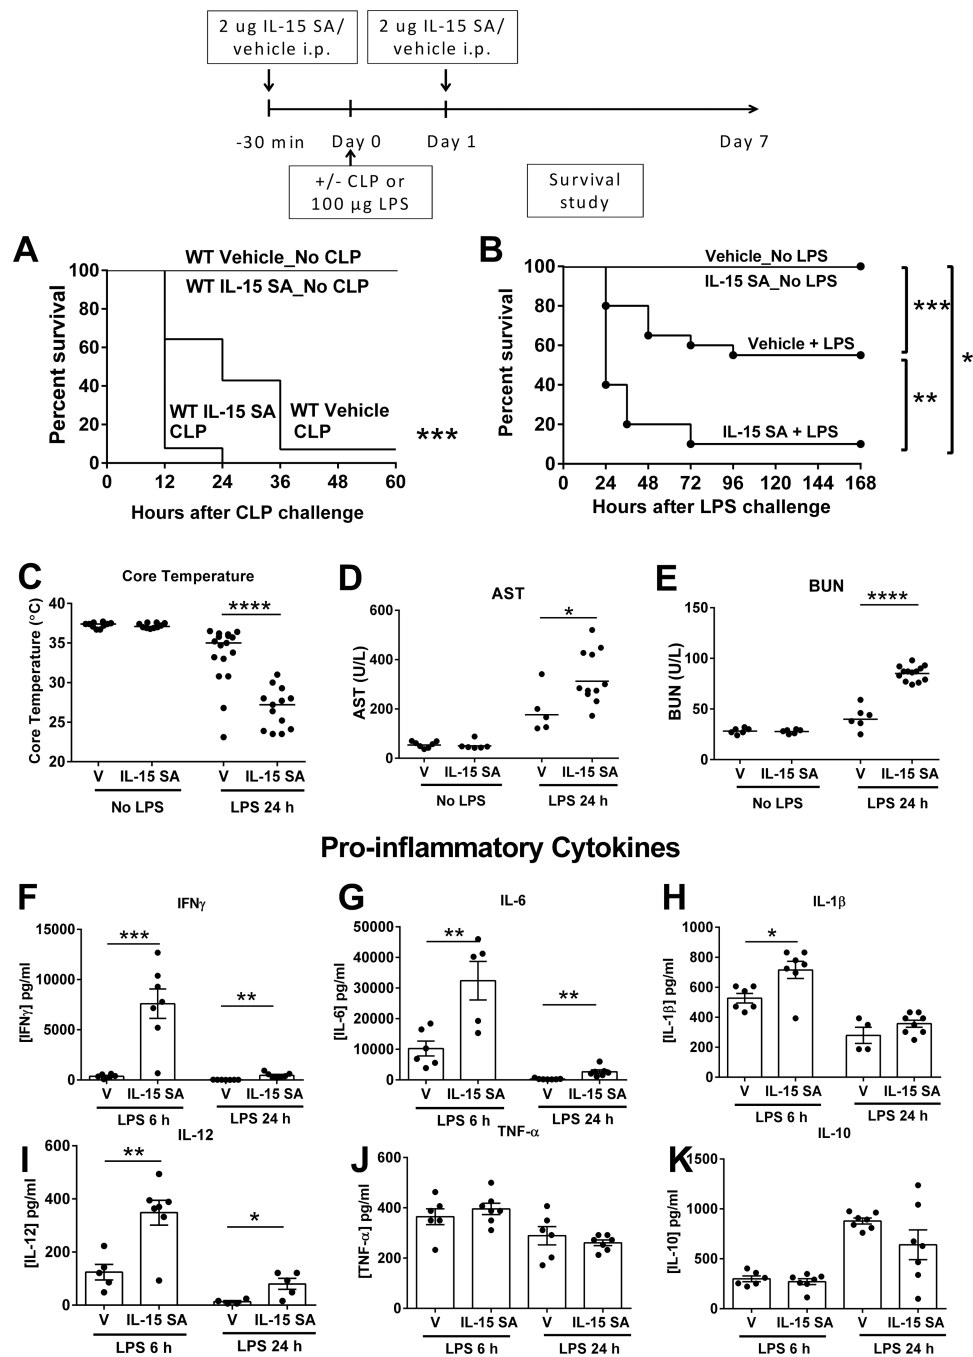 2 ug IL-15 SA/
vehicle i.p.
2 ug IL-15 SA/
vehicle i.p.
-30 min
Day 0
Day 1
Day 7
+/- CLP or
100 µg LPS
Survival
study
A
WT Vehicle_No CLP
WT IL-15 SA_No CLP
WT IL-15 SA
CLP
WT Vehicle
CLP
***
Percent survival
100
80
60
40
20
0
0 12 24 36 48 60
Hours after CLP challenge
B
Vehicle_No LPS
IL-15 SA_No LPS
Vehicle + LPS
IL-15 SA + LPS
***
**
*
Percent survival
100
80
60
40
20
0
0 24 48 72 96 120 144 168
Hours after LPS challenge
C
Core Temperature
****
Core Temperature (°C)
40
35
30
25
20
V IL-15 SA V IL-15 SA
No LPS LPS 24 h
D
AST
*
AST (U/L)
600
400
200
0
V IL-15 SA V IL-15 SA
No LPS LPS 24 h
E
BUN
****
BUN (U/L)
150
100
50
0
V IL-15 SA V IL-15 SA
No LPS LPS 24 h
Pro-inflammatory Cytokines
F
IFNγ
***
**
[IFNγ] pg/ml
15000
10000
5000
0
V IL-15 SA V IL-15 SA
LPS 6 h LPS 24 h
G
IL-6
**
**
[IL-6] pg/ml
50000
40000
30000
20000
10000
0
V IL-15 SA V IL-15 SA
LPS 6 h LPS 24 h
H
IL-1β
*
[IL-1β] pg/ml
1000
800
600
400
200
0
V IL-15 SA V IL-15 SA
LPS 6 h LPS 24 h
I
IL-12
**
*
[IL-12] pg/ml
600
400
200
0
V IL-15 SA V IL-15 SA
LPS 6 h LPS 24 h
J
TNF-α
[TNF-α] pg/ml
600
400
200
0
V IL-15 SA V IL-15 SA
LPS 6 h LPS 24 h
K
IL-10
[IL-10] pg/ml
1500
1000
500
0
V IL-15 SA V IL-15 SA
LPS 6 h LPS 24 h